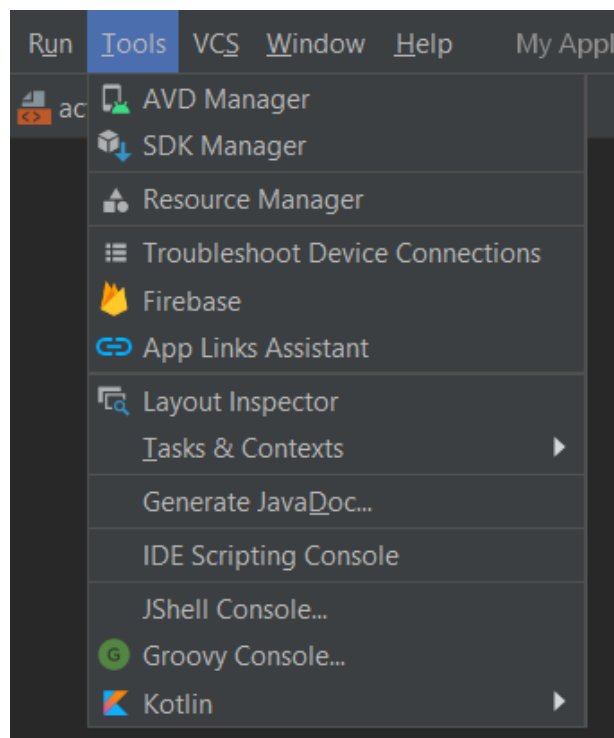 Run Tools VCS Window Help My Appl
ac
AVD Manager
SDK Manager
Resource Manager
Troubleshoot Device Connections
Firebase
App Links Assistant
Layout Inspector
Tasks & Contexts
Generate JavaDoc...
IDE Scripting Console
JShell Console...
G Groovy Console...
Kotlin